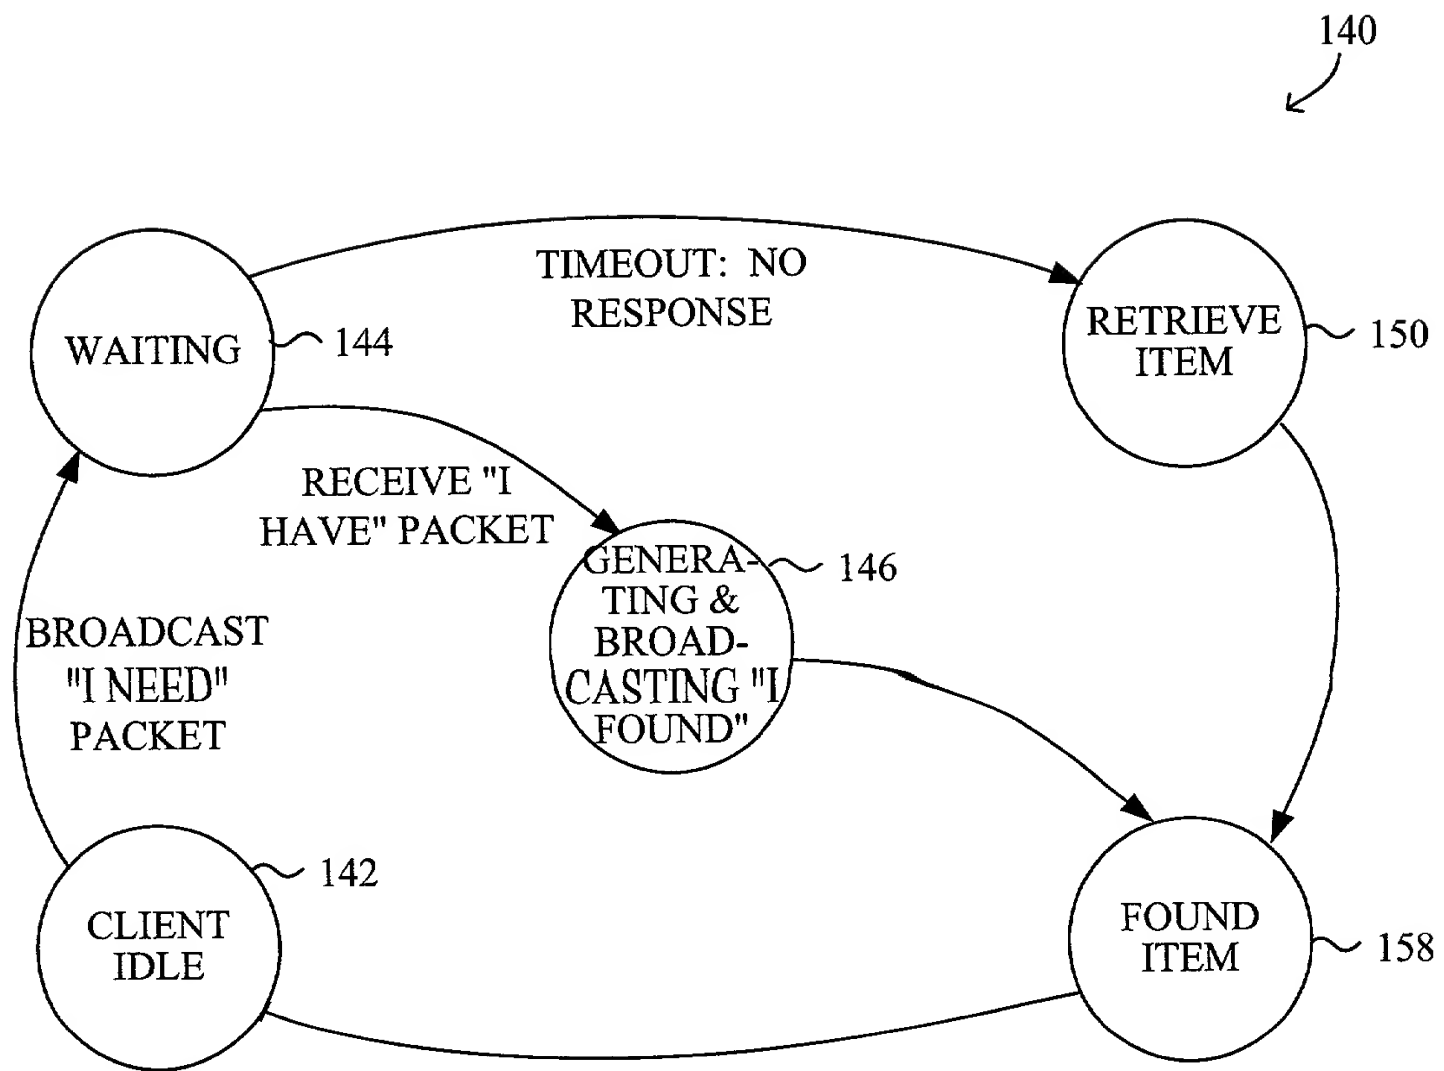 140
TIMEOUT: NO
RESPONSE
WAITING
144
RETRIEVE
ITEM
150
RECEIVE "I
HAVE" PACKET
GENERA-
TING &
BROAD-
CASTING "I
FOUND"
146
BROADCAST
"I NEED"
PACKET
142
CLIENT
IDLE
FOUND
ITEM
158